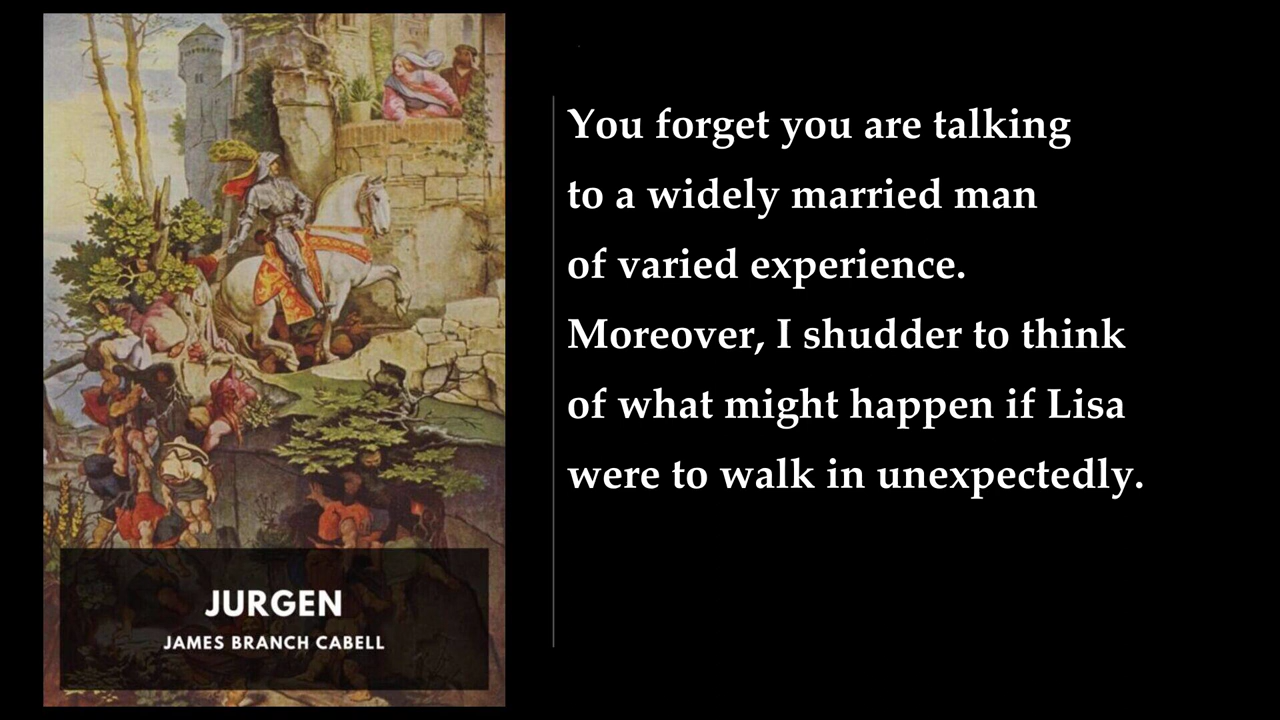 You forget you are talking
to a widely married man
of varied experience.
Moreover, I shudder to think
of what might happen if Lisa
were to walk in unexpectedly.
JURGEN
JAMES BRANCH CABELL